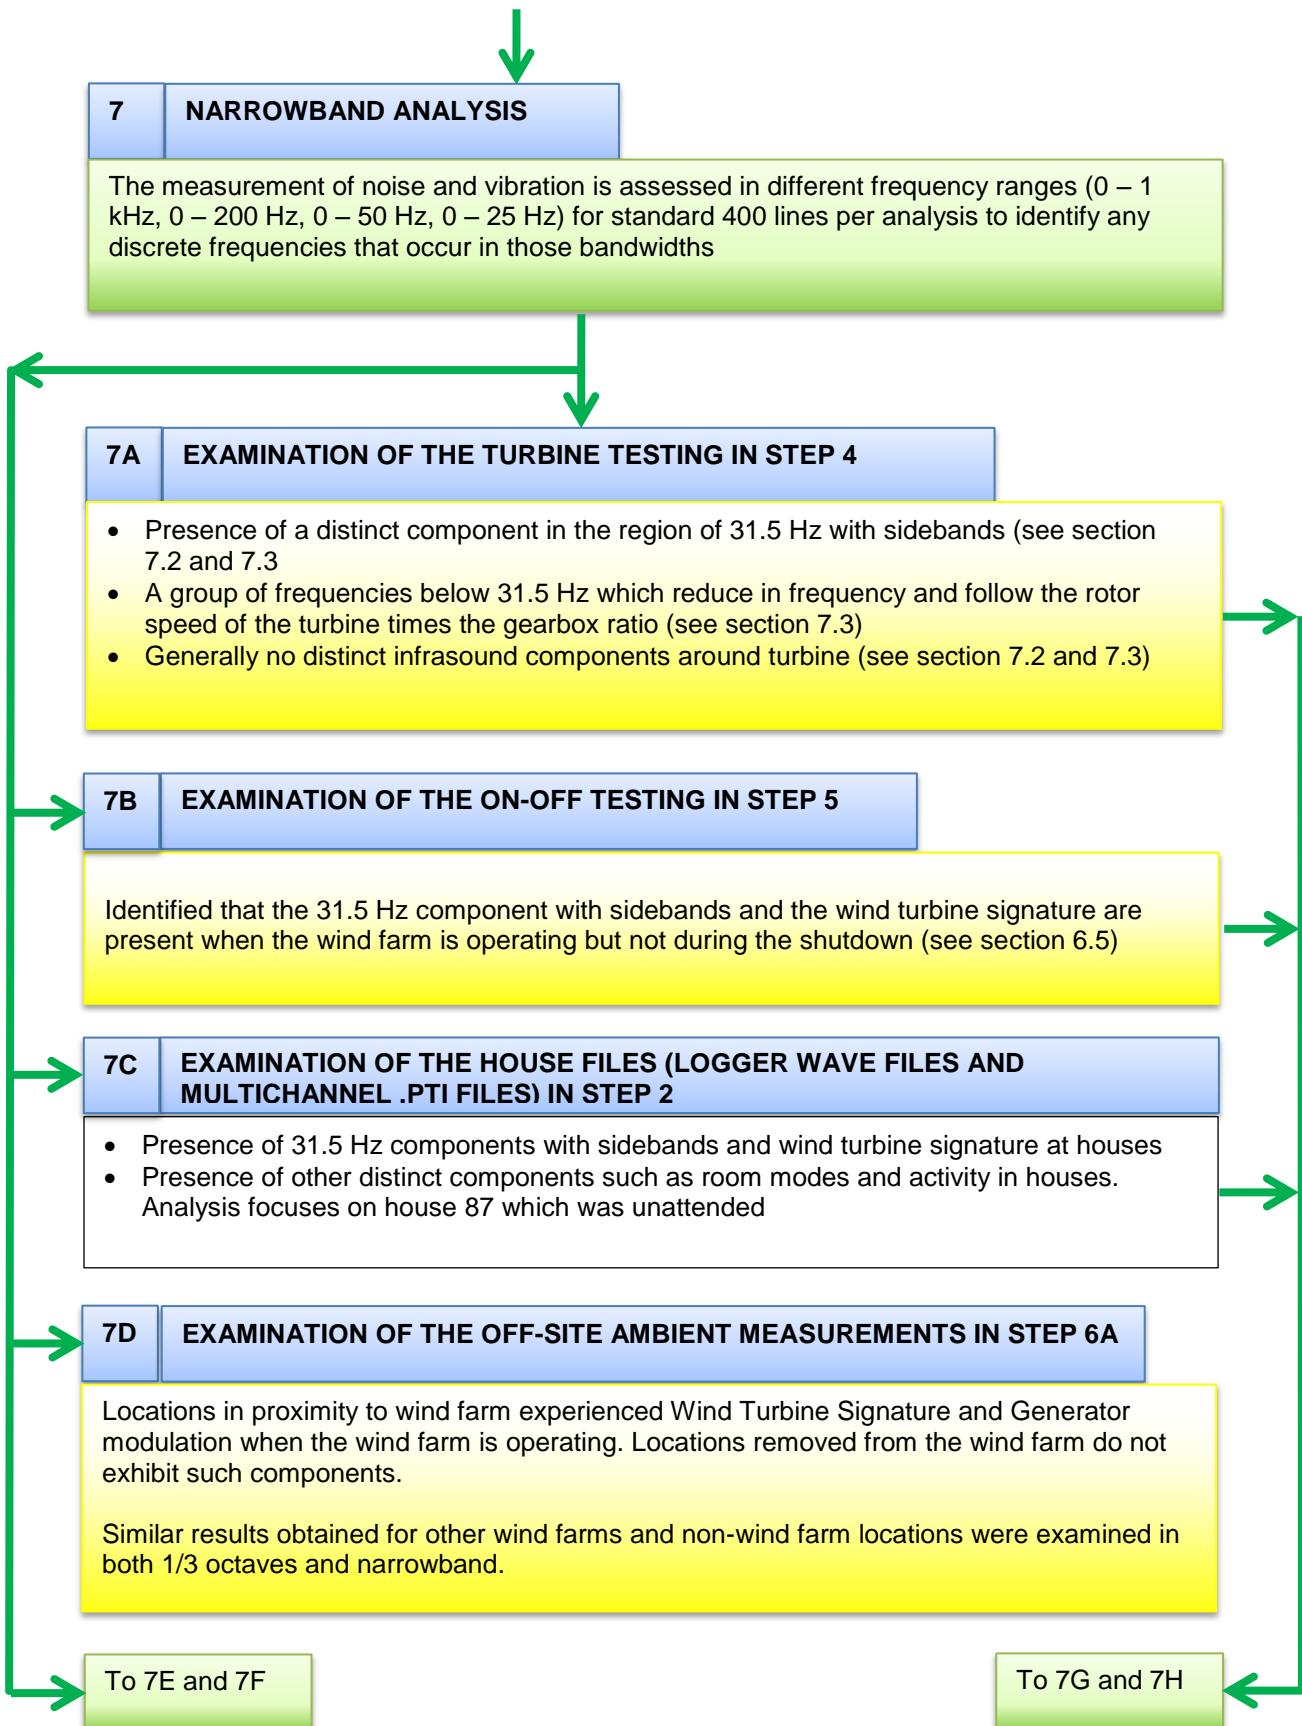 7 NARROWBAND ANALYSIS
The measurement of noise and vibration is assessed in different frequency ranges (0 – 1
kHz, 0 – 200 Hz, 0 – 50 Hz, 0 – 25 Hz) for standard 400 lines per analysis to identify any
discrete frequencies that occur in those bandwidths
7A EXAMINATION OF THE TURBINE TESTING IN STEP 4
• Presence of a distinct component in the region of 31.5 Hz with sidebands (see section
7.2 and 7.3
• A group of frequencies below 31.5 Hz which reduce in frequency and follow the rotor
speed of the turbine times the gearbox ratio (see section 7.3)
• Generally no distinct infrasound components around turbine (see section 7.2 and 7.3)
7B EXAMINATION OF THE ON-OFF TESTING IN STEP 5
Identified that the 31.5 Hz component with sidebands and the wind turbine signature are
present when the wind farm is operating but not during the shutdown (see section 6.5)
7C EXAMINATION OF THE HOUSE FILES (LOGGER WAVE FILES AND
MULTICHANNEL .PTI FILES) IN STEP 2
• Presence of 31.5 Hz components with sidebands and wind turbine signature at houses
• Presence of other distinct components such as room modes and activity in houses.
Analysis focuses on house 87 which was unattended
7D EXAMINATION OF THE OFF-SITE AMBIENT MEASUREMENTS IN STEP 6A
Locations in proximity to wind farm experienced Wind Turbine Signature and Generator
modulation when the wind farm is operating. Locations removed from the wind farm do not
exhibit such components.
Similar results obtained for other wind farms and non-wind farm locations were examined in
both 1/3 octaves and narrowband.
To 7E and 7F
To 7G and 7H